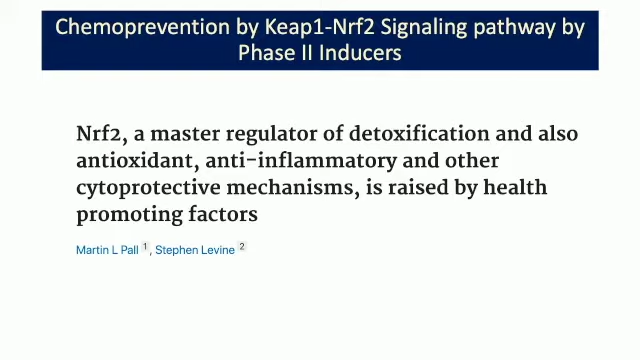 Chemoprevention by Keap1-Nrf2 Signaling pathway by
Phase II Inducers
Nrf2, a master regulator of detoxification and also
antioxidant, anti-inflammatory and other
cytoprotective mechanisms, is raised by health
promoting factors
Martin L Pall 1, Stephen Levine 2